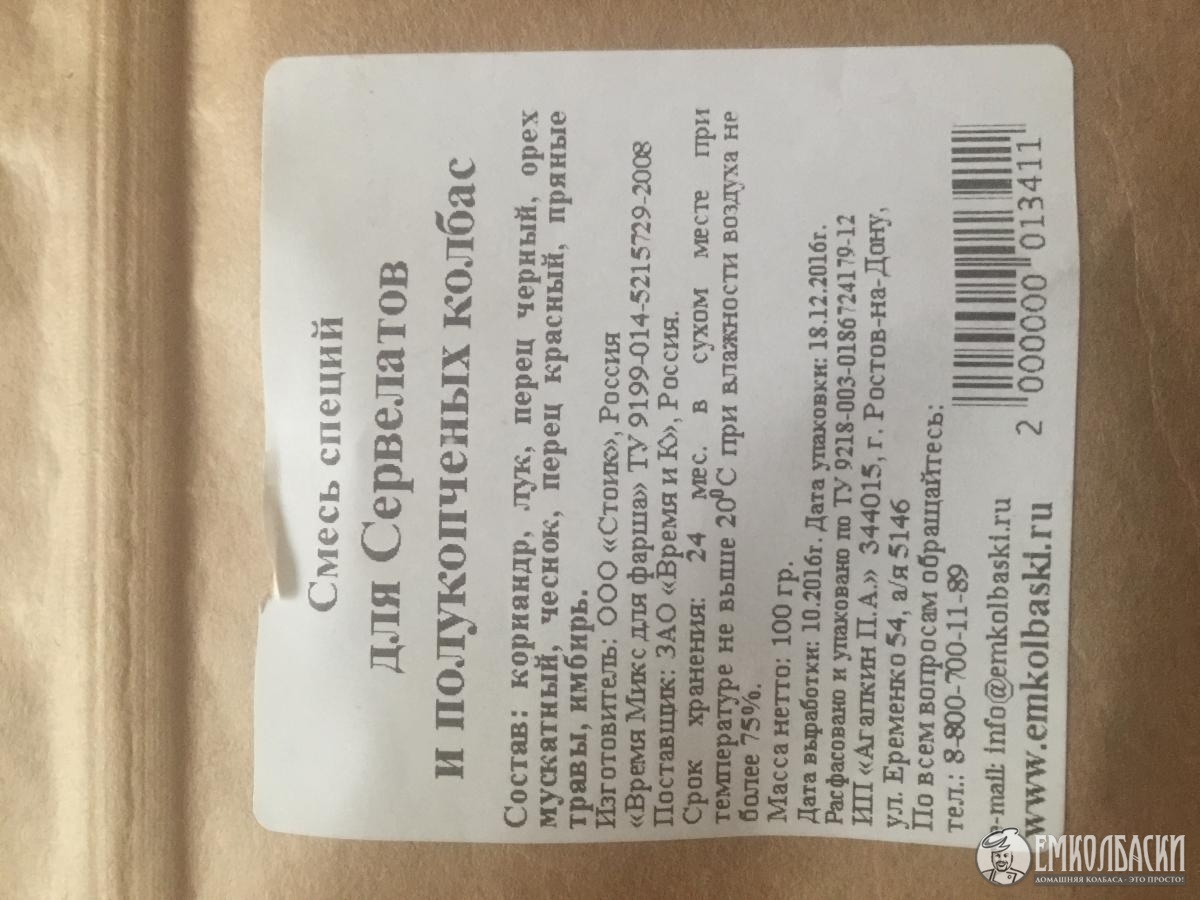 Смесь специй
для Сервелатов
и полукопченых колбас
Состав: кориандр, лук, перец черный, орех
мускатный, чеснок, перец красный, пряные
травы, имбирь.
Изготовитель: ООО «Стоик», Россия
«Время Микс для фарша» ТУ 9199-014-5215729-2008
Поставщик: ЗАО «Время и К», Россия.
Срок хранения: 24 мес. в сухом месте при
температуре не выше 20⁰С при влажности воздуха не
более 75%.
Масса нетто: 100 гр.
Дата выработки: 10.2016г. Дата упаковки: 18.12.2016г.
Расфасовано и упаковано по ТУ 9218-003-0186724179-12
ИП «Агапкин П.А.» 344015, г. Ростов-на-Дону,
ул. Еременко 54, а/я 5146
По всем вопросам обращайтесь:
тел.: 8-800-700-11-89
e-mail: info@emkolbaski.ru
www.emkolbaski.ru
2 000000 013411
ЕМКОЛБАСКИ
ДОМАШНЯЯ КОЛБАСА - ЭТО ПРОСТО!